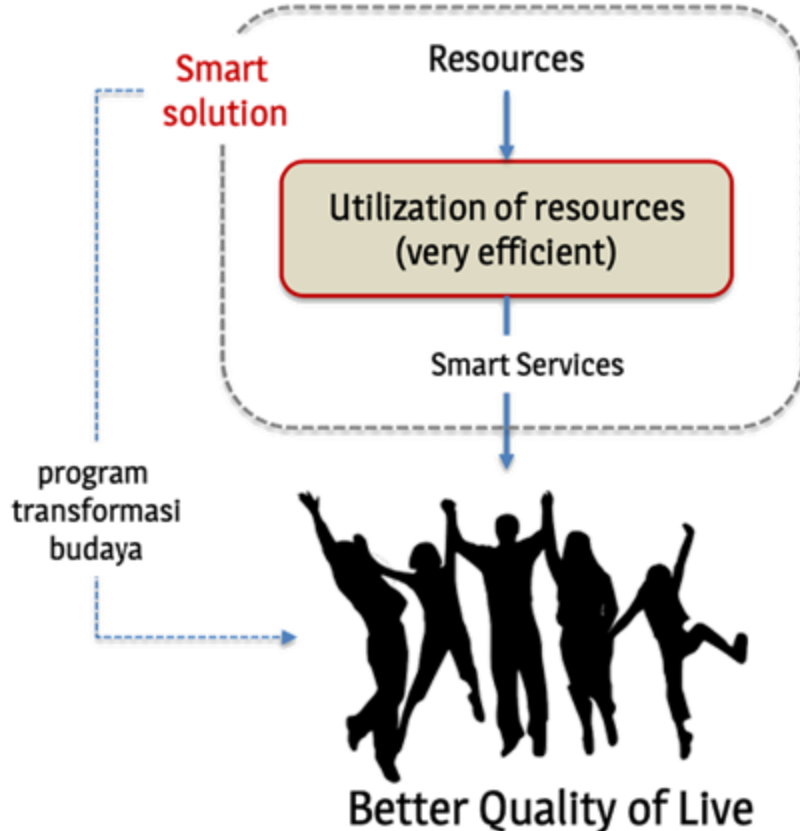 Smart
solution
Resources
Utilization of resources
(very efficient)
Smart Services
program
transformasi
budaya
Better Quality of Live